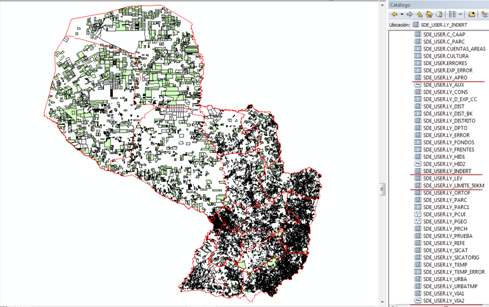 Catálogo
Ubicación: SDE_USER.LY_INDERT
SDE_USER.C_CAAP
SDE_USER.C_PARC
SDE_USER.CUENTAS_AREAS
SDE_USER.CULTURA
SDE_USER.ERRORES
SDE_USER.EXP_ERROR
SDE_USER.LY_APRO
SDE_USER.LY_AUX
SDE_USER.LY_CONS
SDE_USER.LY_D_EXP_CC
SDE_USER.LY_DIST
SDE_USER.LY_DIST_BK
SDE_USER.LY_DISTRITO
SDE_USER.LY_DPTO
SDE_USER.LY_ERROR
SDE_USER.LY_FONDOS
SDE_USER.LY_FRENTES
SDE_USER.LY_HID1
SDE_USER.LY_HID2
SDE_USER.LY_INDERT
SDE_USER.LY_LEV
SDE_USER.LY_LIMITE_50KM
SDE_USER.LY_ORTOF
SDE_USER.LY_PARC
SDE_USER.LY_PARC1
SDE_USER.LY_PCUI
SDE_USER.LY_PGEO
SDE_USER.LY_PRCH
SDE_USER.LY_PRUEBA
SDE_USER.LY_REFE
SDE_USER.LY_SICAT
SDE_USER.LY_SICATORIG
SDE_USER.LY_TEMP
SDE_USER.LY_TEMP_ERROR
SDE_USER.LY_URBA
SDE_USER.LY_URBATMP
SDE_USER.LY_VIA1
SDE_USER.LY_VIA2